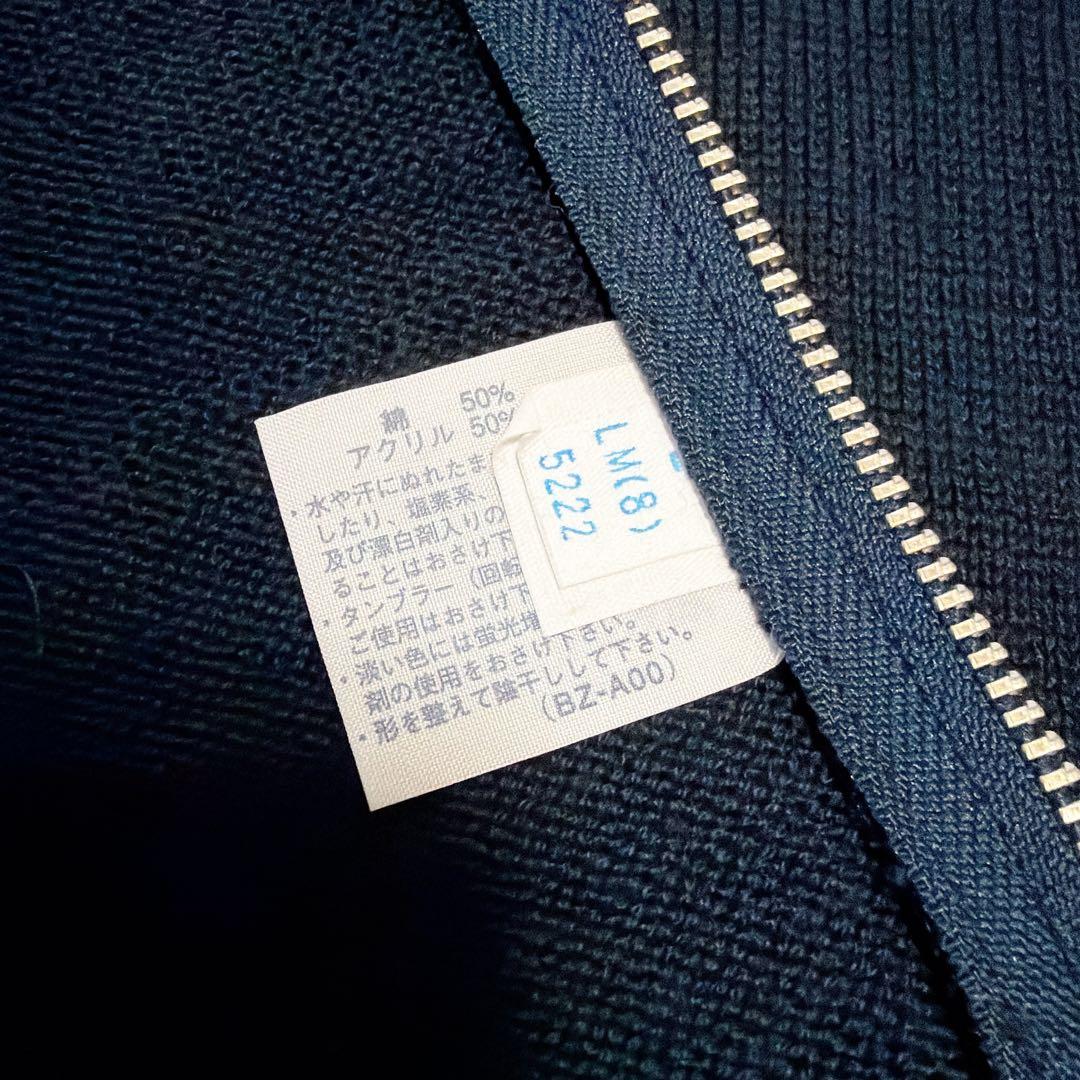 綿 50%
アクリル 50%
・水や汗にぬれたま
したり、塩素系、
及び漂白剤入りの
ることはおさけ下
・タンブラー（回転
ご使用はおさけ下
・淡い色には蛍光増
剤の使用をおさけ下さい。
・形を整えて陰干しして下さい。
(BZ-A00)
LM(8)
5222